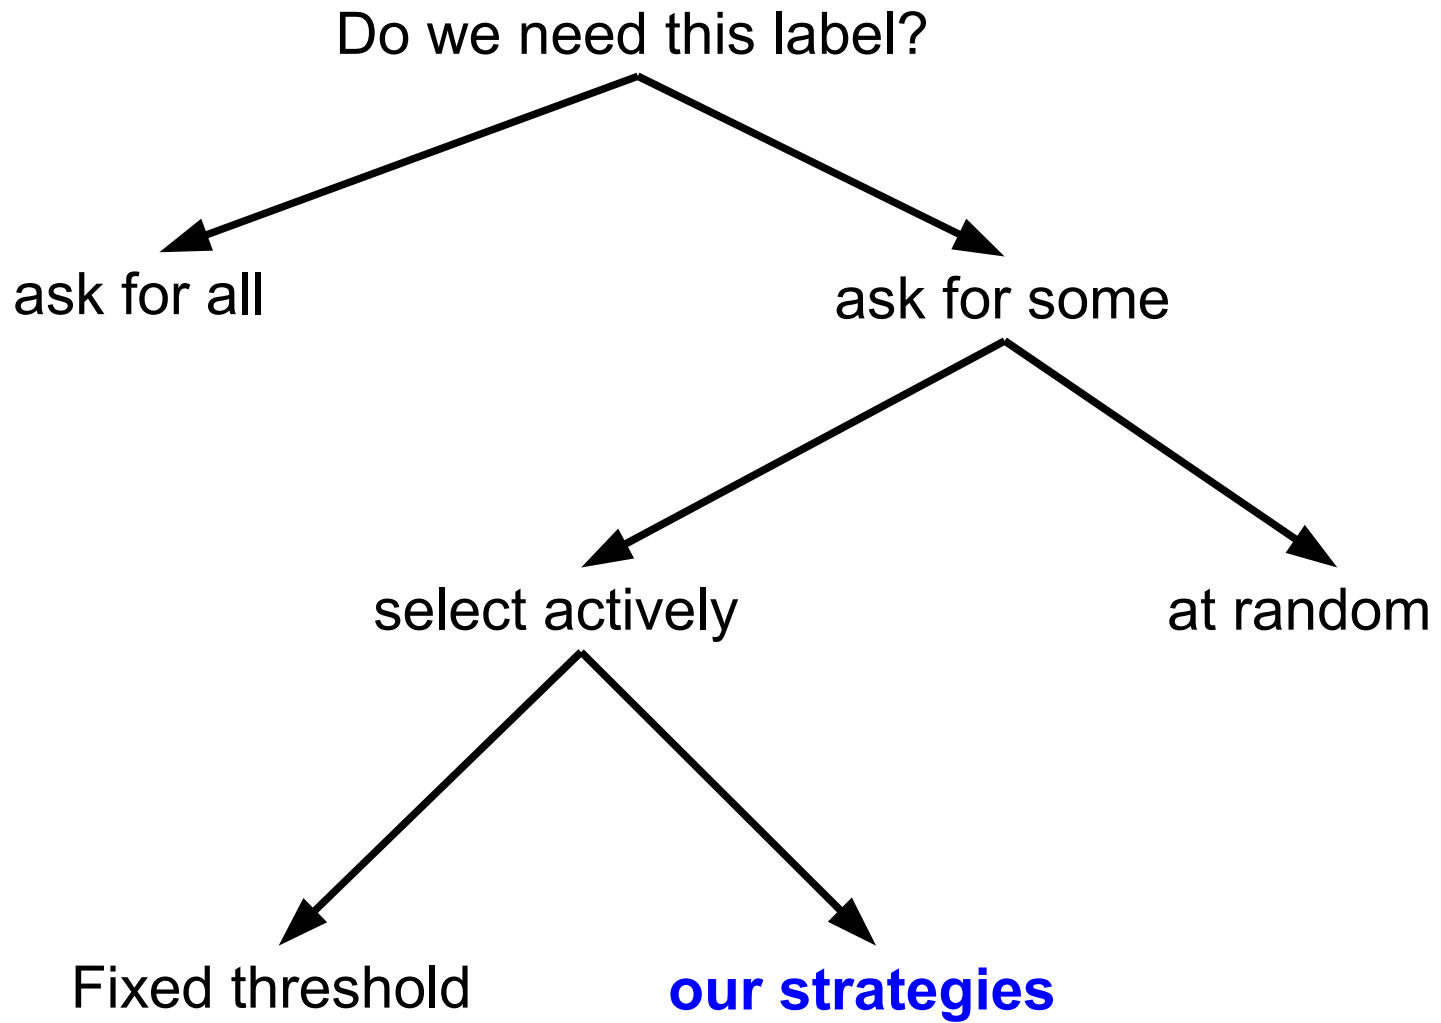 Do we need this label?
ask for all
ask for some
select actively
at random
Fixed threshold
our strategies